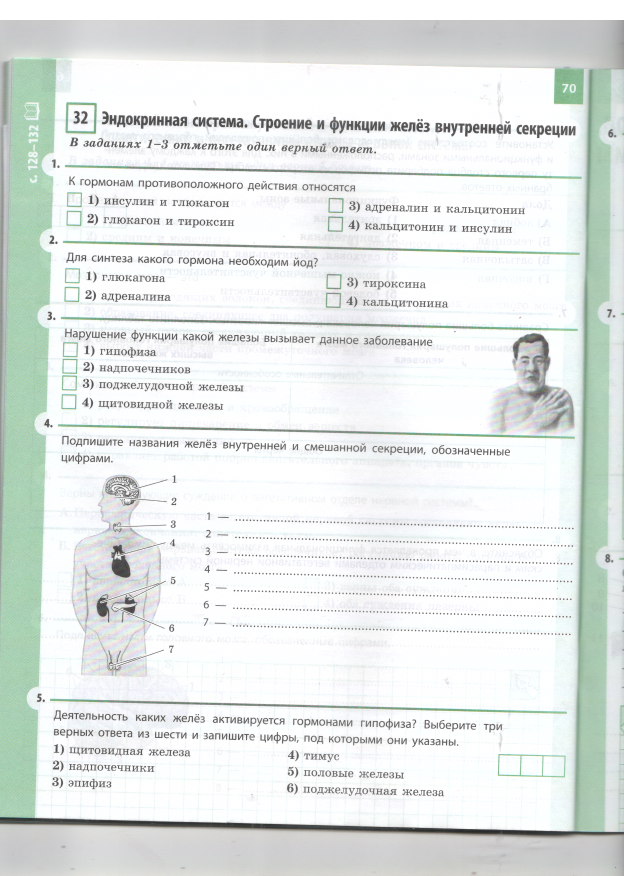 70
с. 128–132
32 Эндокринная система. Строение и функции желёз внутренней секреции
В заданиях 1–3 отметьте один верный ответ.
1.
К гормонам противоположного действия относятся
1) инсулин и глюкагон
2) глюкагон и тироксин
3) адреналин и кальцитонин
4) кальцитонин и инсулин
2.
Для синтеза какого гормона необходим йод?
1) глюкагона
2) адреналина
3) тироксина
4) кальцитонина
3.
Нарушение функции какой железы вызывает данное заболевание
1) гипофиза
2) надпочечников
3) поджелудочной железы
4) щитовидной железы
4.
Подпишите названия желёз внутренней и смешанной секреции, обозначенные
цифрами.
1
2
3
4
5
6
7
1 —
2 —
3 —
4 —
5 —
6 —
7 —
5.
Деятельность каких желёз активируется гормонами гипофиза? Выберите три
верных ответа из шести и запишите цифры, под которыми они указаны.
1) щитовидная железа
2) надпочечники
3) эпифиз
4) тимус
5) половые железы
6) поджелудочная железа
6.
7.
8.